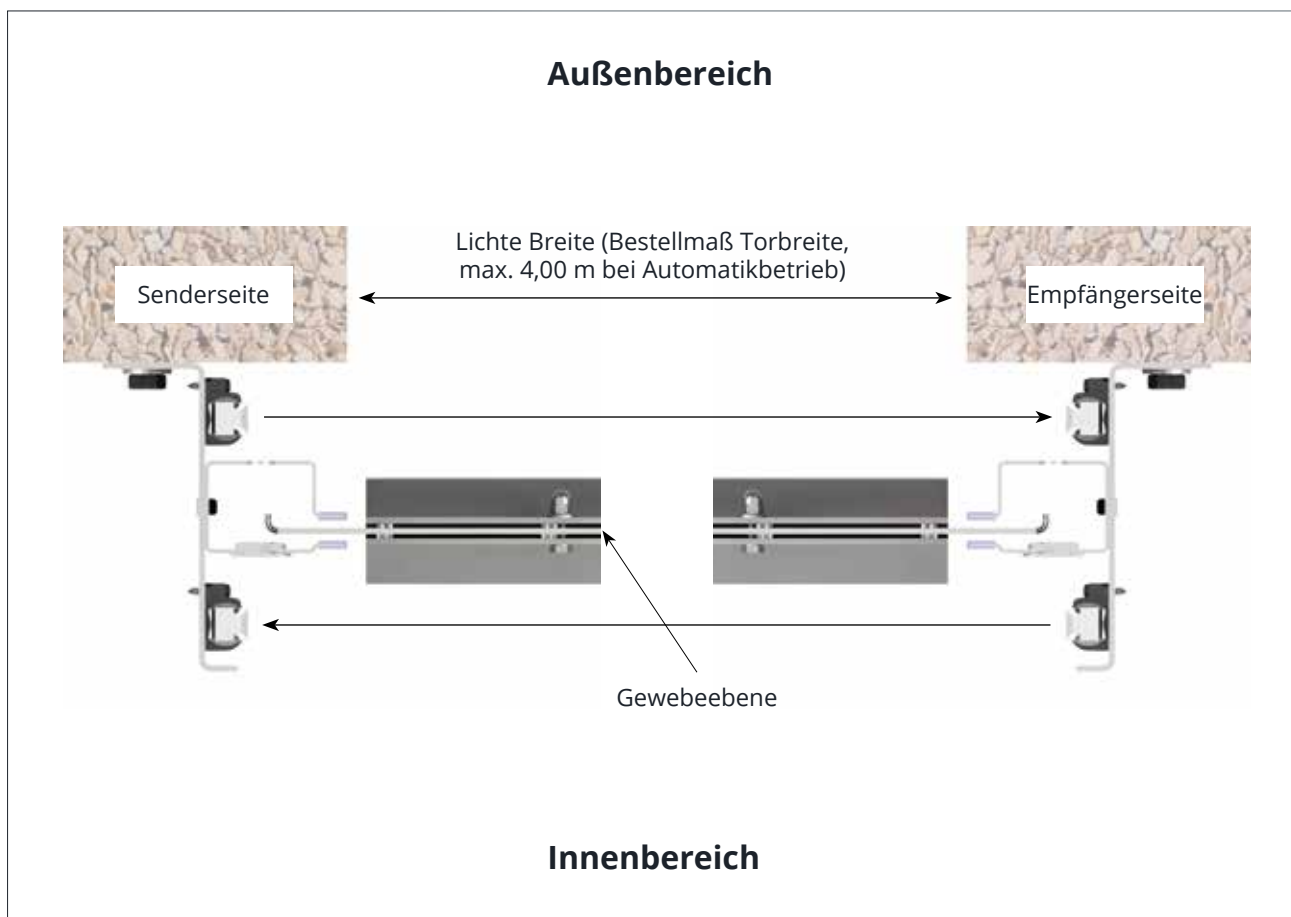 Außenbereich
Lichte Breite (Bestellmaß Torbreite,
max. 4,00 m bei Automatikbetrieb)
Senderseite
Empfängerseite
Gewebeebene
Innenbereich